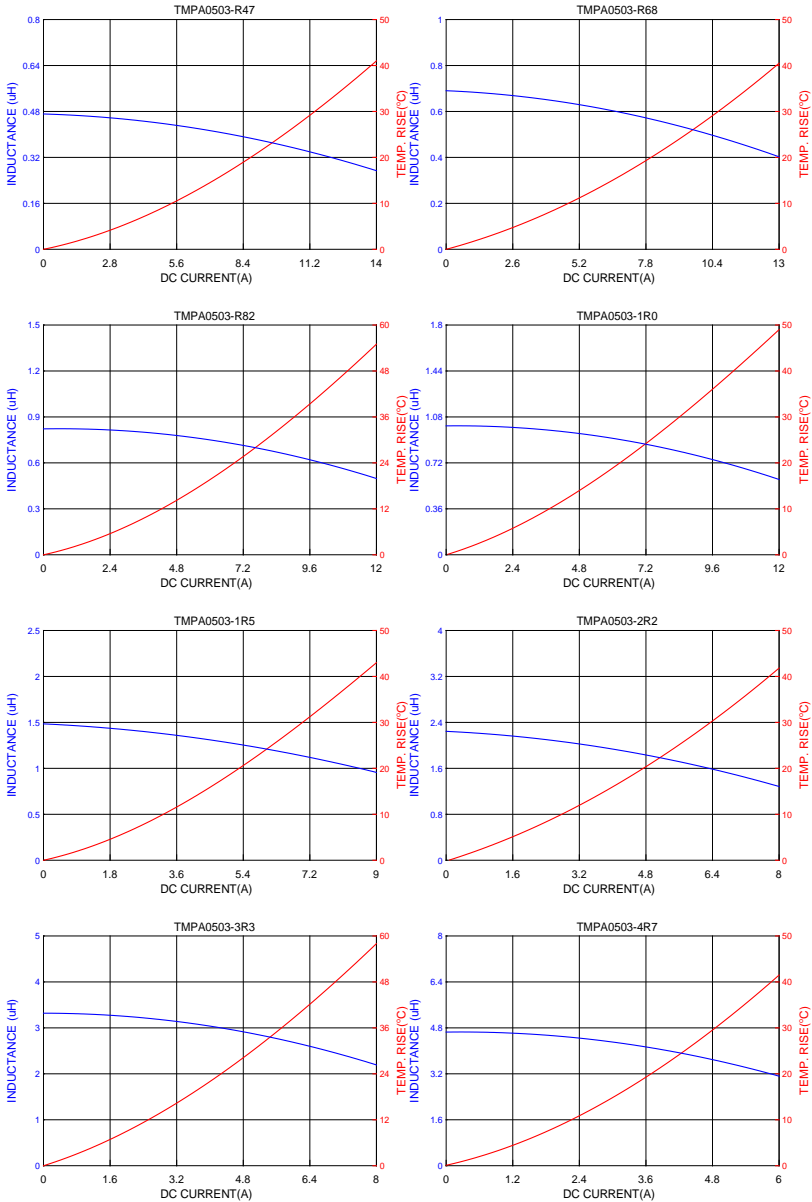 TMPA0503-R47
INDUCTANCE (uH)
0.8
0.64
0.48
0.32
0.16
0
50
40
30
20
10
0
TEMP. RISE(ºC)
0 2.8 5.6 8.4 11.2 14
DC CURRENT(A)
TMPA0503-R68
INDUCTANCE (uH)
1
0.8
0.6
0.4
0.2
0
50
40
30
20
10
0
TEMP. RISE(ºC)
0 2.6 5.2 7.8 10.4 13
DC CURRENT(A)
TMPA0503-R82
INDUCTANCE (uH)
1.5
1.2
0.9
0.6
0.3
0
60
48
36
24
12
0
TEMP. RISE(ºC)
0 2.4 4.8 7.2 9.6 12
DC CURRENT(A)
TMPA0503-1R0
INDUCTANCE (uH)
1.8
1.44
1.08
0.72
0.36
0
50
40
30
20
10
0
TEMP. RISE(ºC)
0 2.4 4.8 7.2 9.6 12
DC CURRENT(A)
TMPA0503-1R5
INDUCTANCE (uH)
2.5
2
1.5
1
0.5
0
50
40
30
20
10
0
TEMP. RISE(ºC)
0 1.8 3.6 5.4 7.2 9
DC CURRENT(A)
TMPA0503-2R2
INDUCTANCE (uH)
4
3.2
2.4
1.6
0.8
0
50
40
30
20
10
0
TEMP. RISE(ºC)
0 1.6 3.2 4.8 6.4 8
DC CURRENT(A)
TMPA0503-3R3
INDUCTANCE (uH)
5
4
3
2
1
0
60
48
36
24
12
0
TEMP. RISE(ºC)
0 1.6 3.2 4.8 6.4 8
DC CURRENT(A)
TMPA0503-4R7
INDUCTANCE (uH)
8
6.4
4.8
3.2
1.6
0
50
40
30
20
10
0
TEMP. RISE(ºC)
0 1.2 2.4 3.6 4.8 6
DC CURRENT(A)